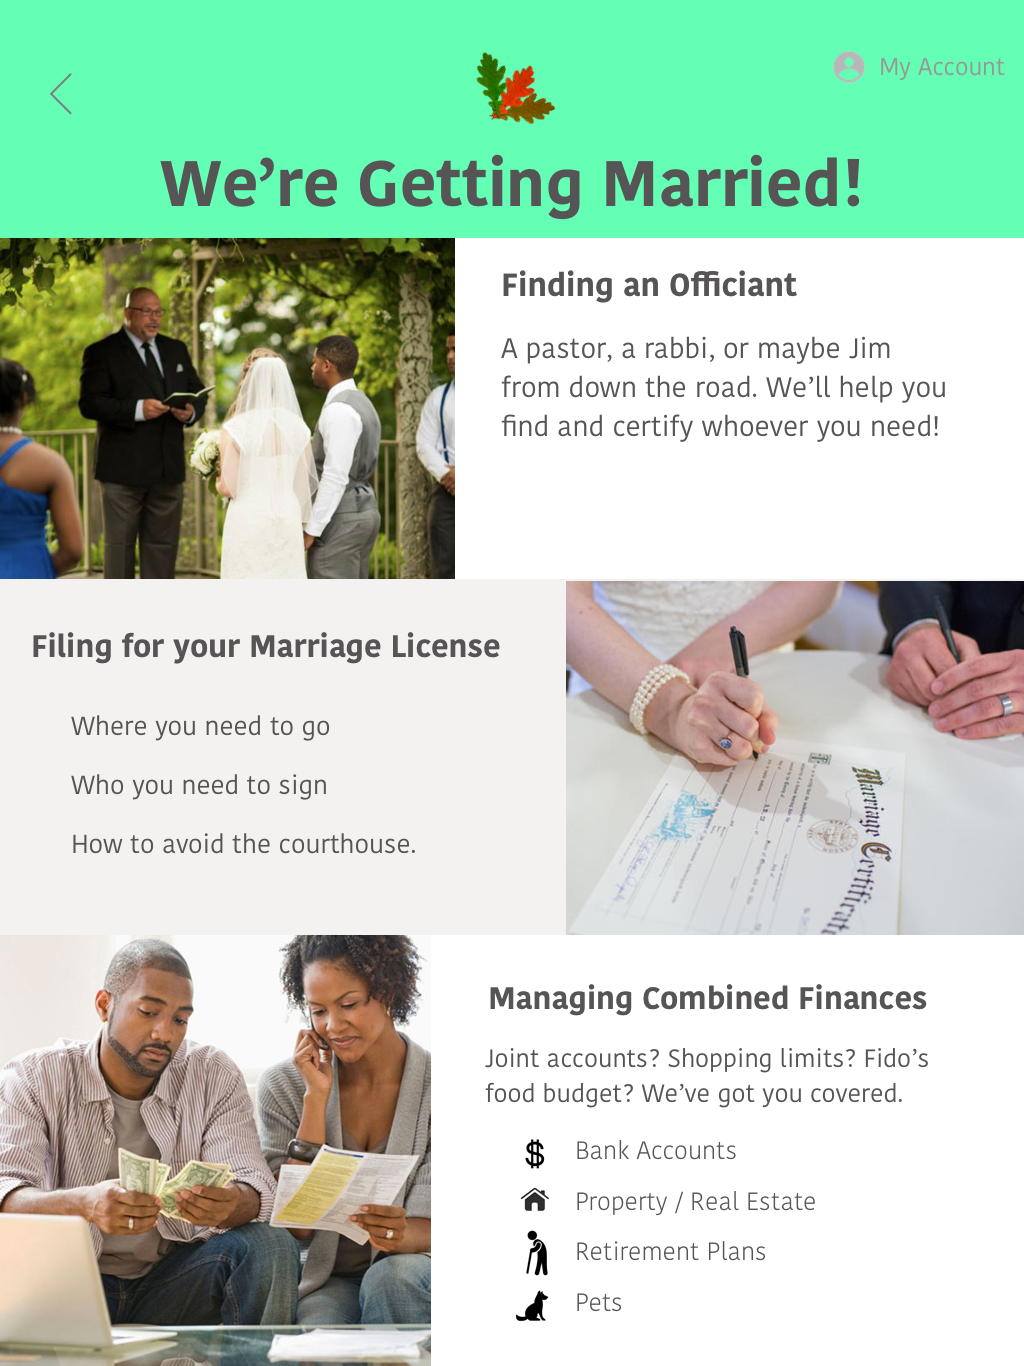 My Account
We’re Getting Married!
Finding an Officiant
A pastor, a rabbi, or maybe Jim
from down the road. We’ll help you
find and certify whoever you need!
Filing for your Marriage License
Where you need to go
Who you need to sign
How to avoid the courthouse.
Marriage Certificate
Managing Combined Finances
Joint accounts? Shopping limits? Fido’s
food budget? We’ve got you covered.
$ Bank Accounts
Property / Real Estate
Retirement Plans
Pets